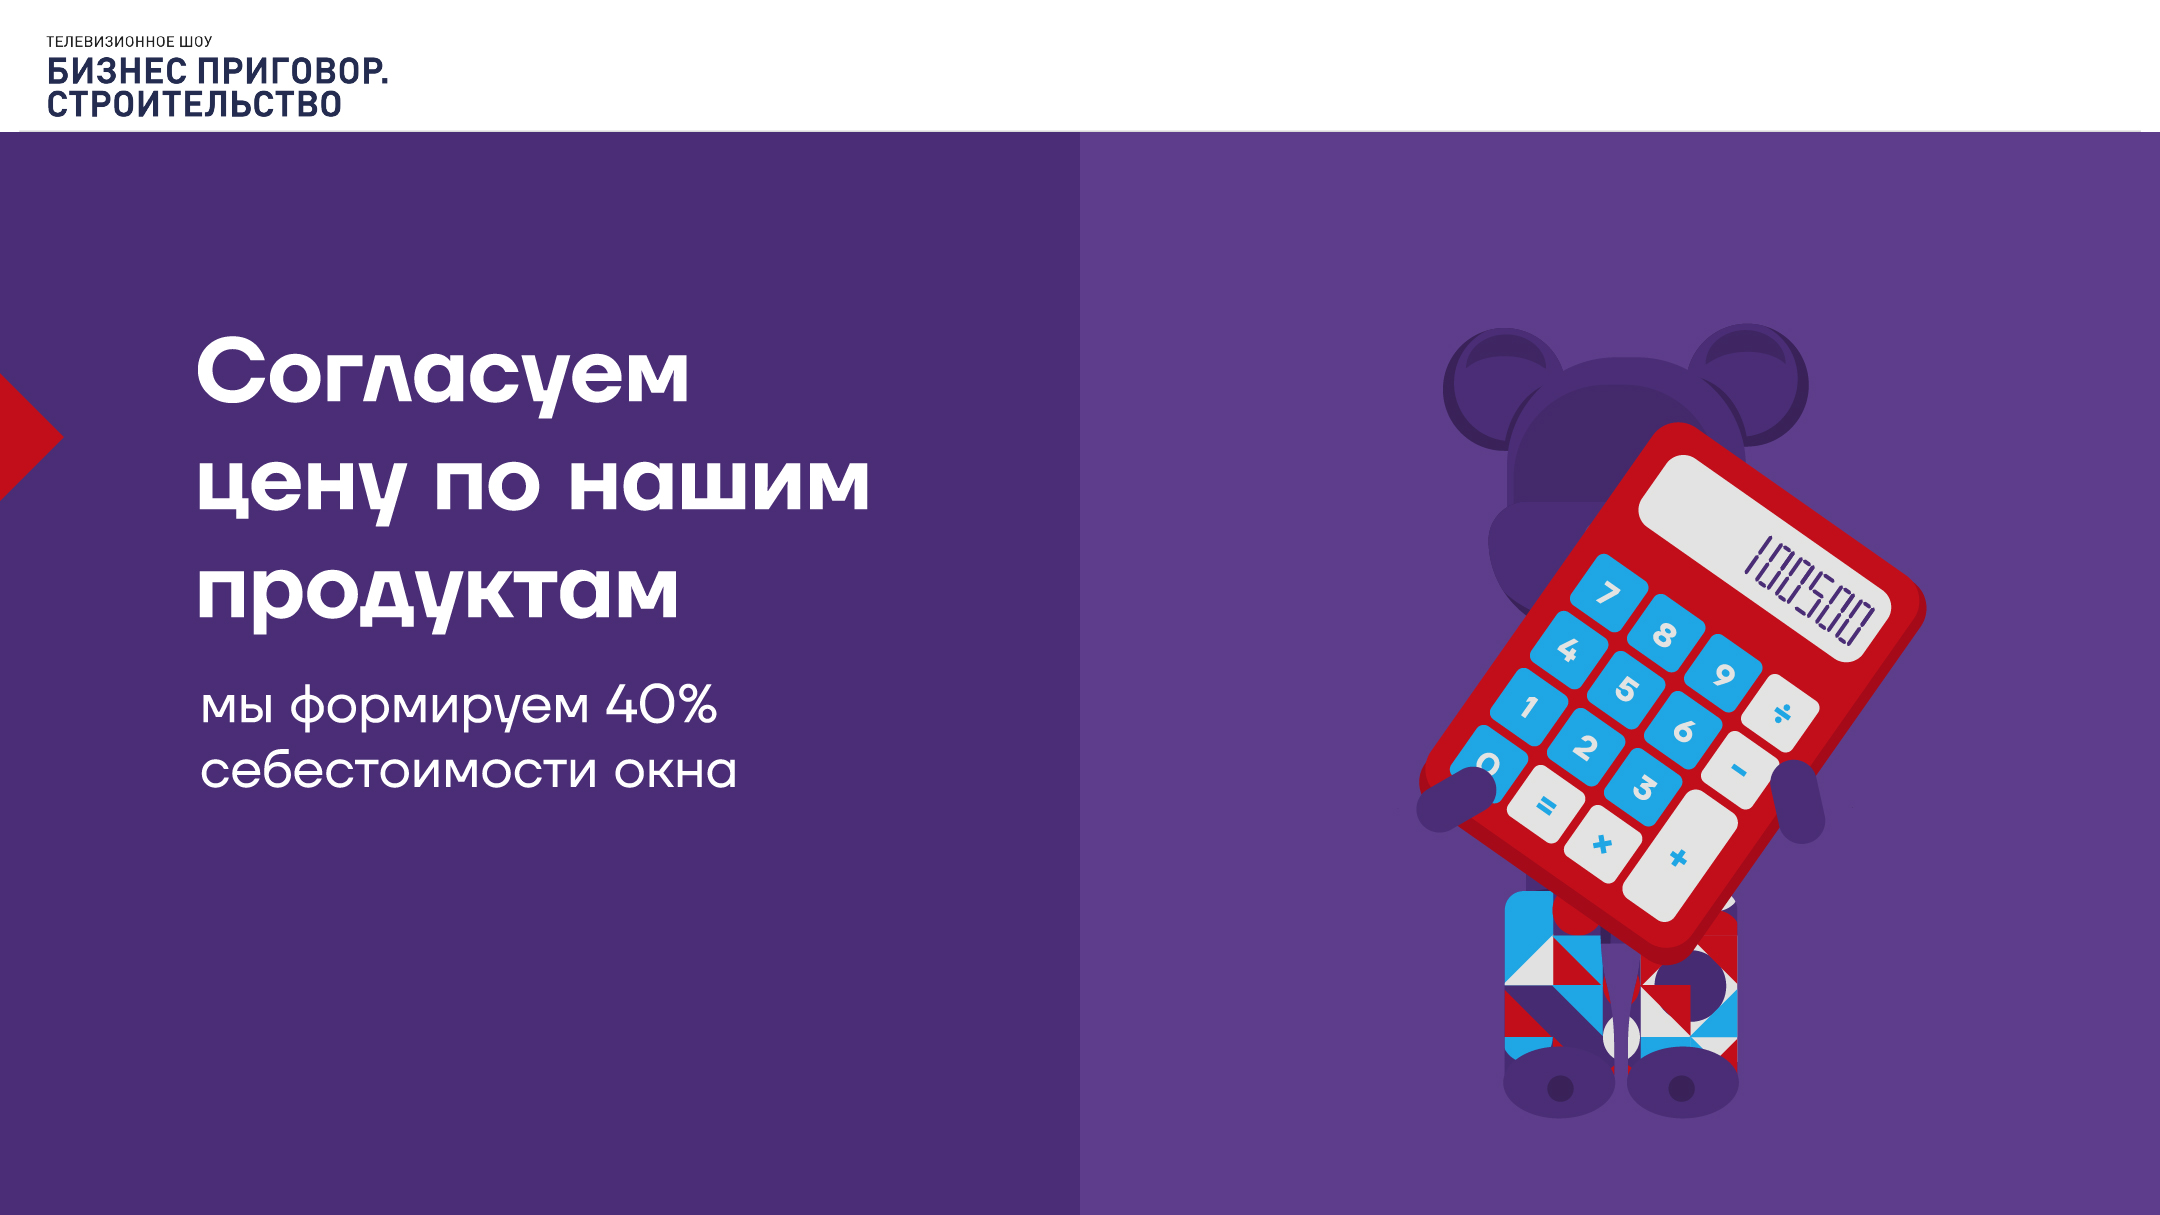 ТЕЛЕВИЗИОННОЕ ШОУ
БИЗНЕС ПРИГОВОР.
СТРОИТЕЛЬСТВО
Согласуем
цену по нашим
продуктам
мы формируем 40%
себестоимости окна
100500
7 8 9 ÷
4 5 6 -
1 2 3 +
0 = ×